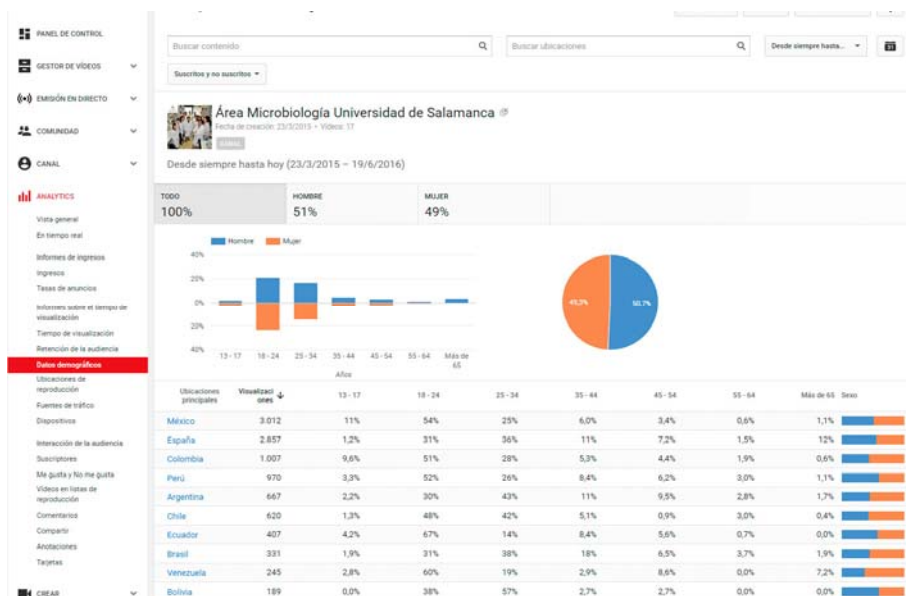 PANEL DE CONTROL
GESTOR DE VÍDEOS
EMISIÓN EN DIRECTO
COMUNIDAD
CANAL
ANALYTICS
Vista general
En tiempo real
Informes de ingresos
Ingresos
Tasas de anuncios
Informes sobre el tiempo de
visualización
Tiempo de visualización
Retención de la audiencia
Datos demográficos
Ubicaciones de
reproducción
Fuentes de tráfico
Dispositivos
Interacción de la audiencia
Suscriptores
Me gusta y No me gusta
Vídeos en listas de
reproducción
Comentarios
Compartir
Anotaciones
Tarjetas
CREAR
Buscar contenido
Buscar ubicaciones
Desde siempre hasta...
Suscritos y no suscritos
Área Microbiología Universidad de Salamanca
Fecha de creación: 23/3/2015 • Vídeos: 17
CANAL
Desde siempre hasta hoy (23/3/2015 – 19/6/2016)
TODO HOMBRE MUJER
100% 51% 49%
Hombre Mujer
40%
20%
0%
20%
40%
13 - 17 18 - 24 25 - 34 35 - 44 45 - 54 55 - 64 Más de
65
Años
49,3% 50,7%
Ubicaciones
principales Visualizaci
ones 13 - 17 18 - 24 25 - 34 35 - 44 45 - 54 55 - 64 Más de 65 Sexo
México 3.012 11% 54% 25% 6,0% 3,4% 0,6% 1,1%
España 2.857 1,2% 31% 36% 11% 7,2% 1,5% 12%
Colombia 1.007 9,6% 51% 28% 5,3% 4,4% 1,9% 0,6%
Perú 970 3,3% 52% 26% 8,4% 6,2% 3,0% 1,1%
Argentina 667 2,2% 30% 43% 11% 9,5% 2,8% 1,7%
Chile 620 1,3% 48% 42% 5,1% 0,9% 3,0% 0,4%
Ecuador 407 4,2% 67% 14% 8,4% 5,6% 0,7% 0,0%
Brasil 331 1,9% 31% 38% 18% 6,5% 3,7% 1,9%
Venezuela 245 2,8% 60% 19% 2,9% 8,6% 0,0% 7,2%
Bolivia 189 0,0% 38% 57% 2,7% 2,7% 0,0% 0,0%